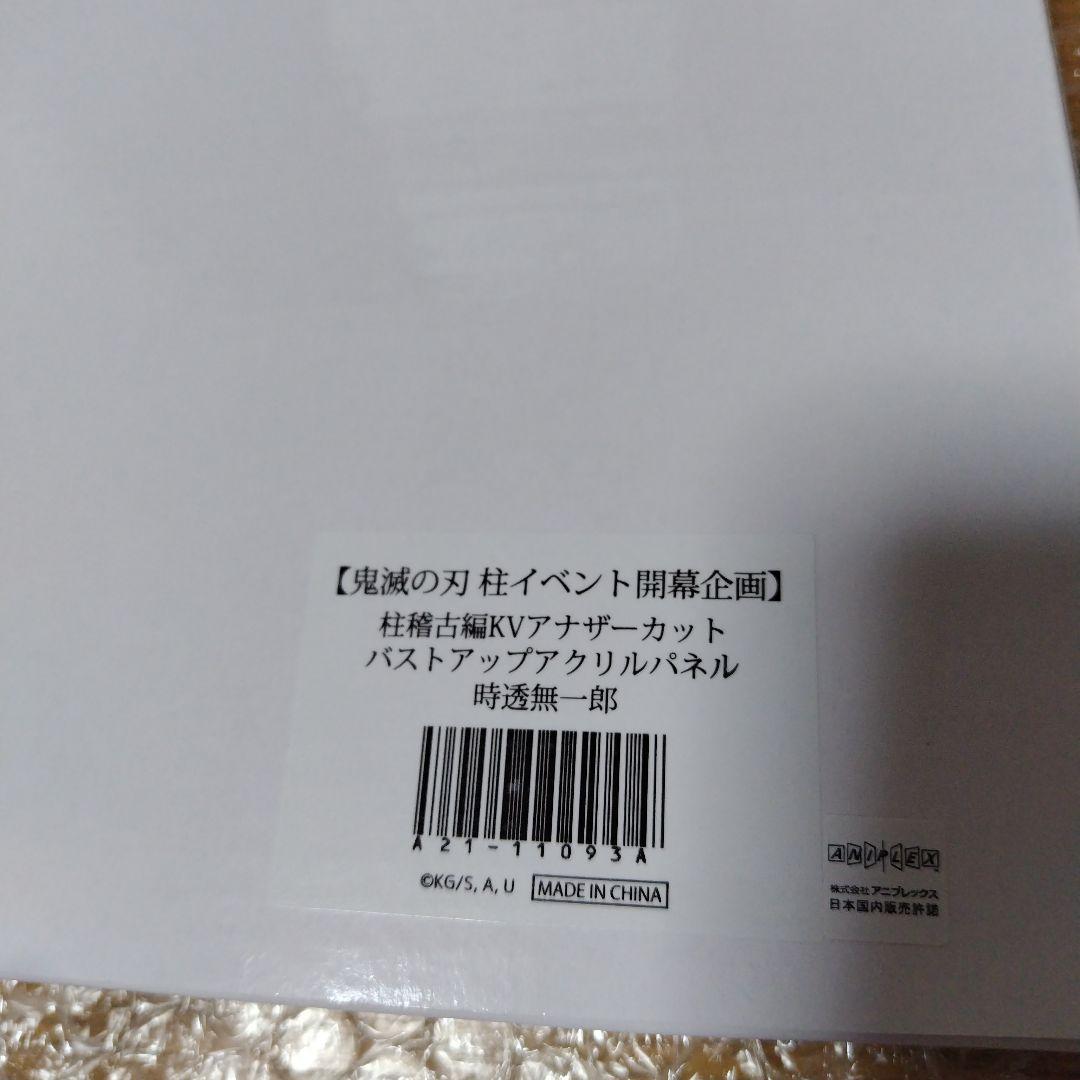 【鬼滅の刃 柱イベント開幕企画】
柱稽古編KVアナザーカット
バストアップアクリルパネル
時透無一郎
A21-11093A
©KG/S, A, U MADE IN CHINA
ANIPLEX
株式会社 アニプレックス
日本国内販売許諾